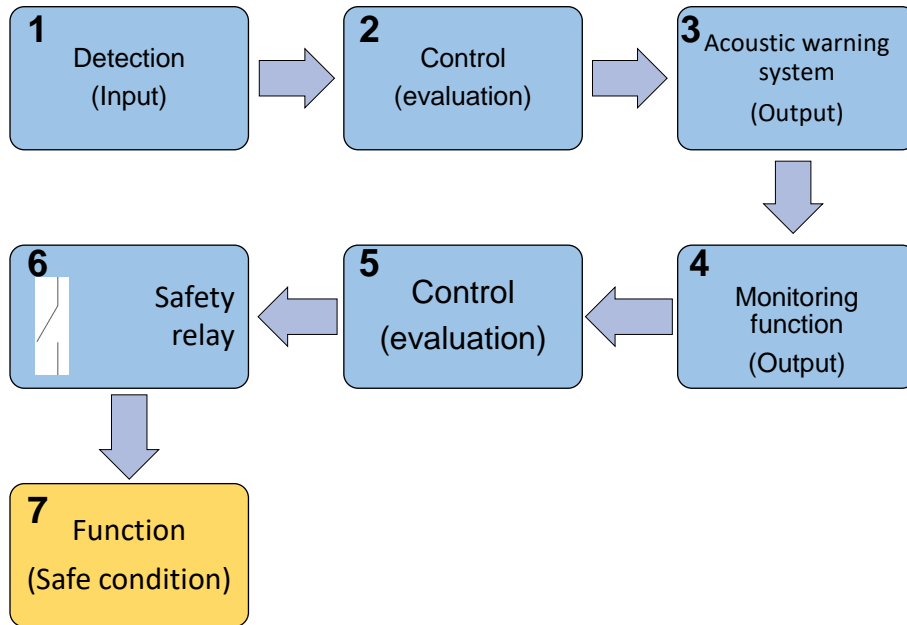 1
Detection
(Input)
2
Control
(evaluation)
3
Acoustic warning
system
(Output)
4
Monitoring
function
(Output)
5
Control
(evaluation)
6
Safety
relay
7
Function
(Safe condition)